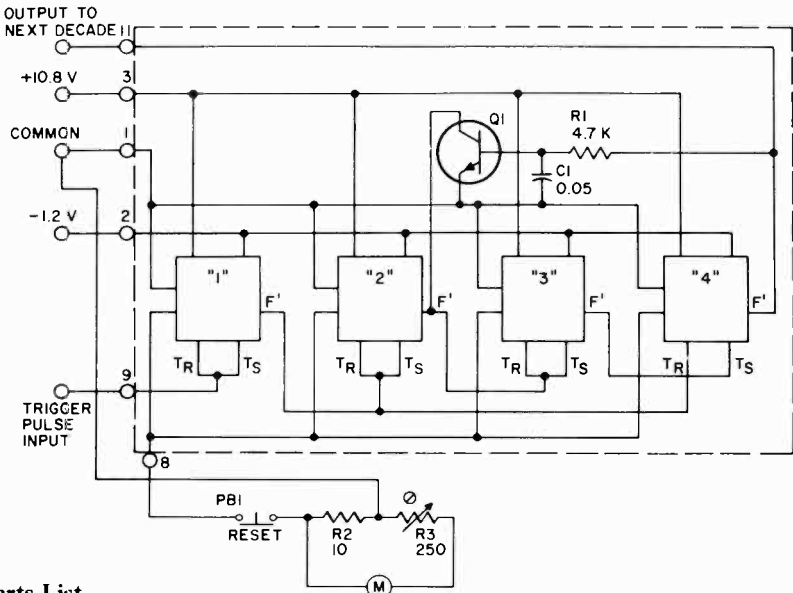 OUTPUT TO
NEXT DECADE 11
+10.8 V 3
COMMON 1
-1.2 V 2
Q1
R1
4.7 K
C1
0.05
"1" "2" "3" "4"
F' F' F' F'
TR TS TR TS TR TS TR TS
9
TRIGGER
PULSE
INPUT
8
PB1
RESET
R2
10
R3
250
M
arts List